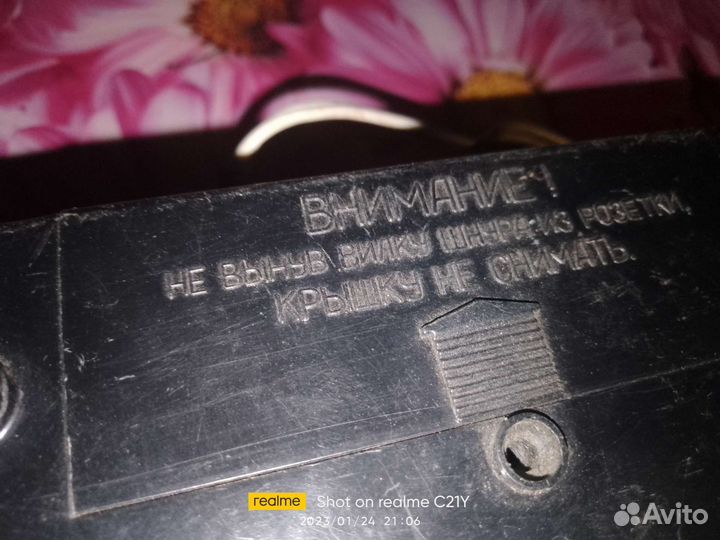 ВНИМАНИЕ!
НЕ ВЫНУВ ВИЛКУ ШНУРА ИЗ РОЗЕТКИ,
КРЫШКУ НЕ СНИМАТЬ.
realme Shot on realme C21Y
2023/01/24 21:06
Avito